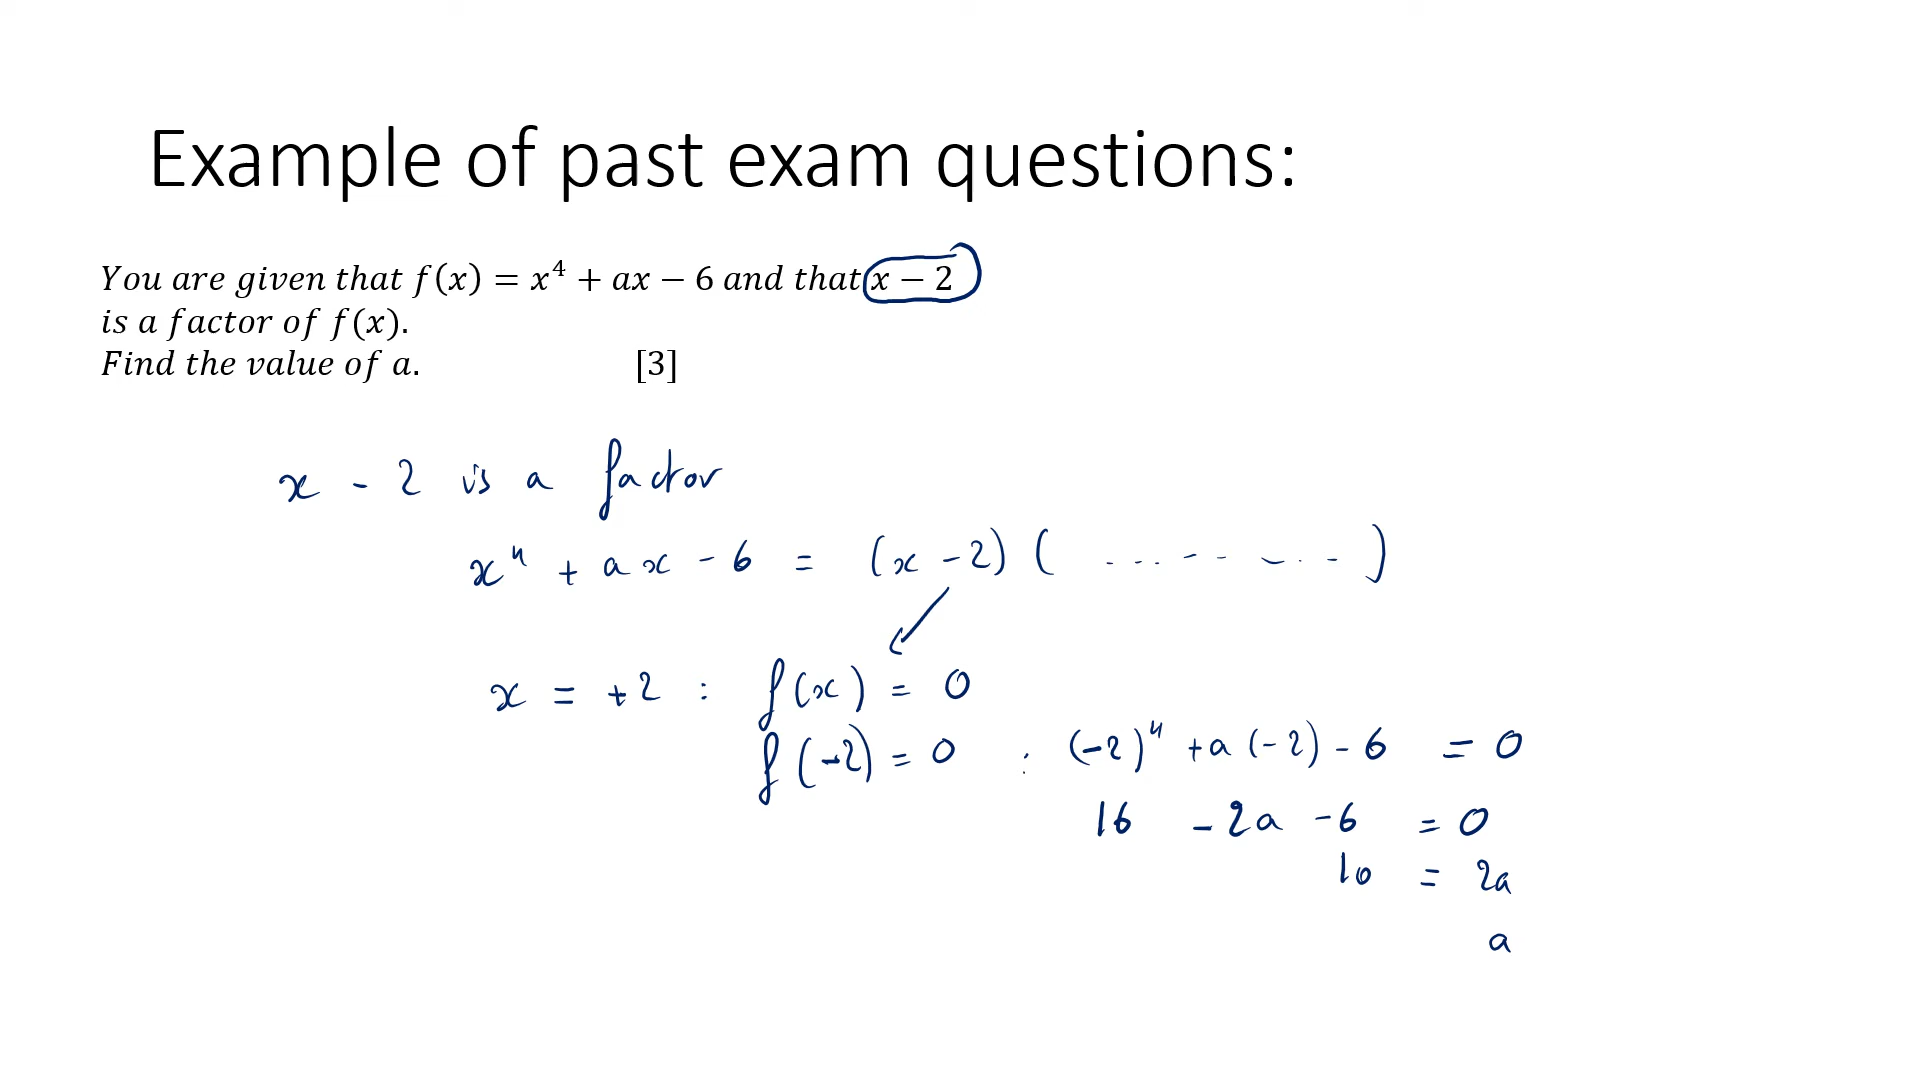 Example of past exam questions:
You are given that f(x) = x⁴ + ax − 6 and that x − 2
is a factor of f(x).
Find the value of a. [3]
x - 2 is a factor
x⁴ + ax - 6 = (x - 2) ( ......... )
x = +2 : f(x) = 0
f(-2) = 0 : (-2)⁴ + a(-2) - 6 = 0
16 - 2a - 6 = 0
10 = 2a
a